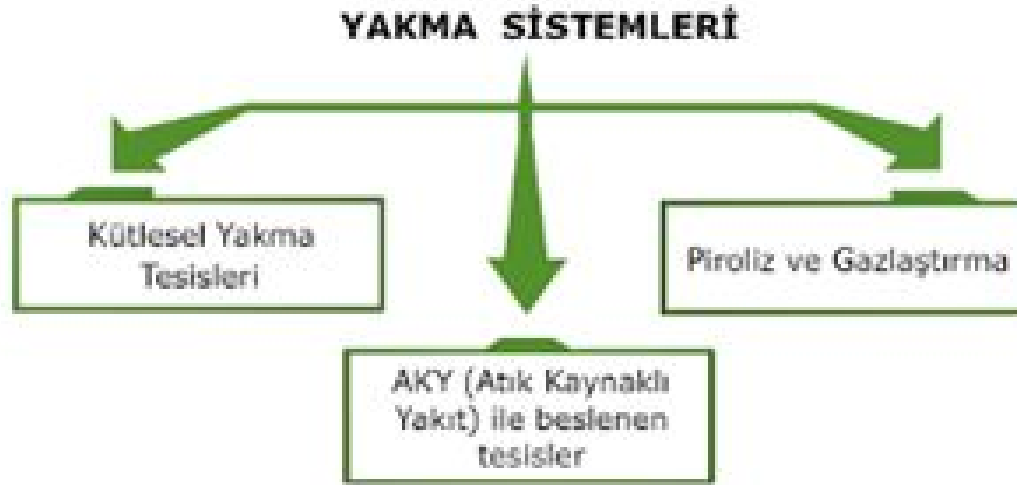 YAKMA SİSTEMLERİ
Kütlesel Yakma
Tesisleri
Piroliz ve Gazlaştırma
AKY (Atık Kaynaklı
Yakıt) ile beslenen
tesisler